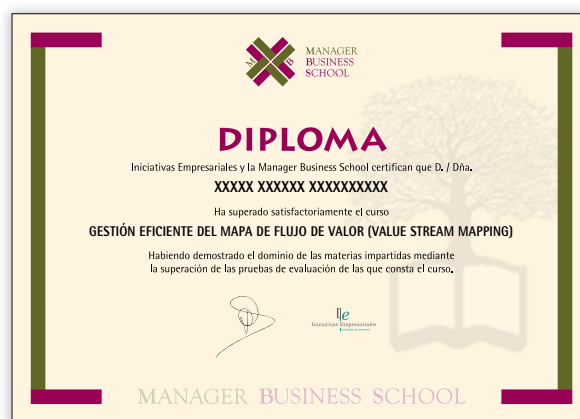 M B
MANAGER
BUSINESS
SCHOOL
DIPLOMA
Iniciativas Empresariales y la Manager Business School certifican que D. / Dña.
XXXXX XXXXXX XXXXXXXXXX
Ha superado satisfactoriamente el curso
GESTIÓN EFICIENTE DEL MAPA DE FLUJO DE VALOR (VALUE STREAM MAPPING)
Habiendo demostrado el dominio de las materias impartidas mediante
la superación de las pruebas de evaluación de las que consta el curso.
Iniciativas Empresariales
MANAGER BUSINESS SCHOOL